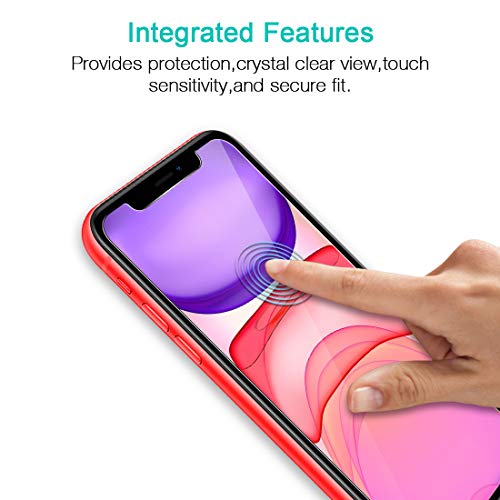 Integrated Features
Provides protection,crystal clear view,touch
sensitivity,and secure fit.